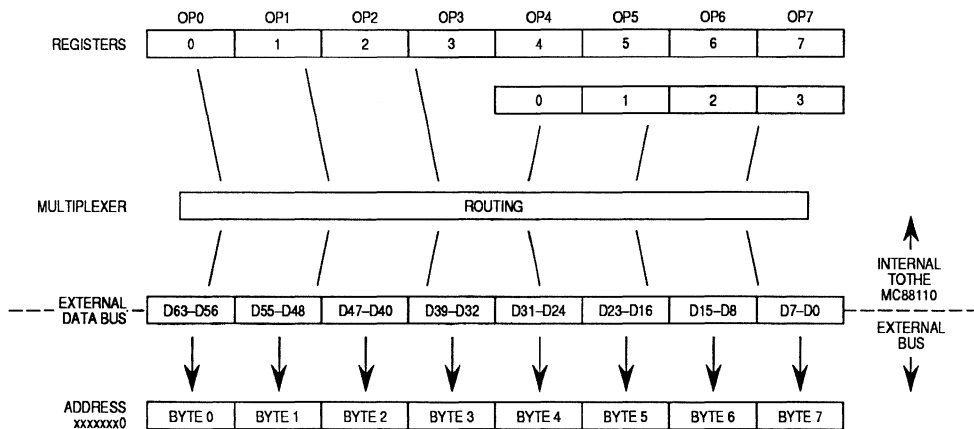 OP0 OP1 OP2 OP3 OP4 OP5 OP6 OP7
REGISTERS 0 1 2 3 4 5 6 7
0 1 2 3
MULTIPLEXER ROUTING
INTERNAL
TOTHE
MC88110
EXTERNAL
DATA BUS D63–D56 D55–D48 D47–D40 D39–D32 D31–D24 D23–D16 D15–D8 D7–D0
EXTERNAL
BUS
ADDRESS
xxxxxxx0 BYTE 0 BYTE 1 BYTE 2 BYTE 3 BYTE 4 BYTE 5 BYTE 6 BYTE 7